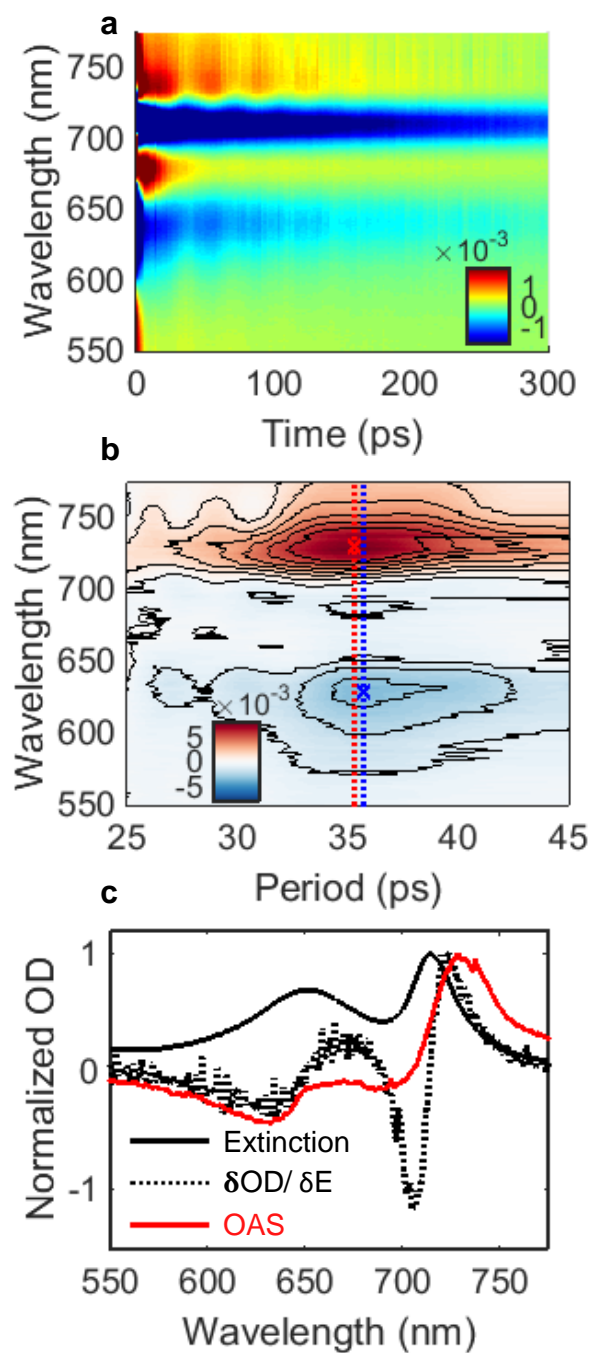 a
Wavelength (nm)
750
700
650
600
550
× 10⁻³
1
0
-1
0
100
200
300
Time (ps)
b
Wavelength (nm)
750
700
650
600
550
× 10⁻³
5
0
-5
25
30
35
40
45
Period (ps)
c
Normalized OD
1
0
-1
Extinction
δOD/ δE
OAS
550
600
650
700
750
Wavelength (nm)